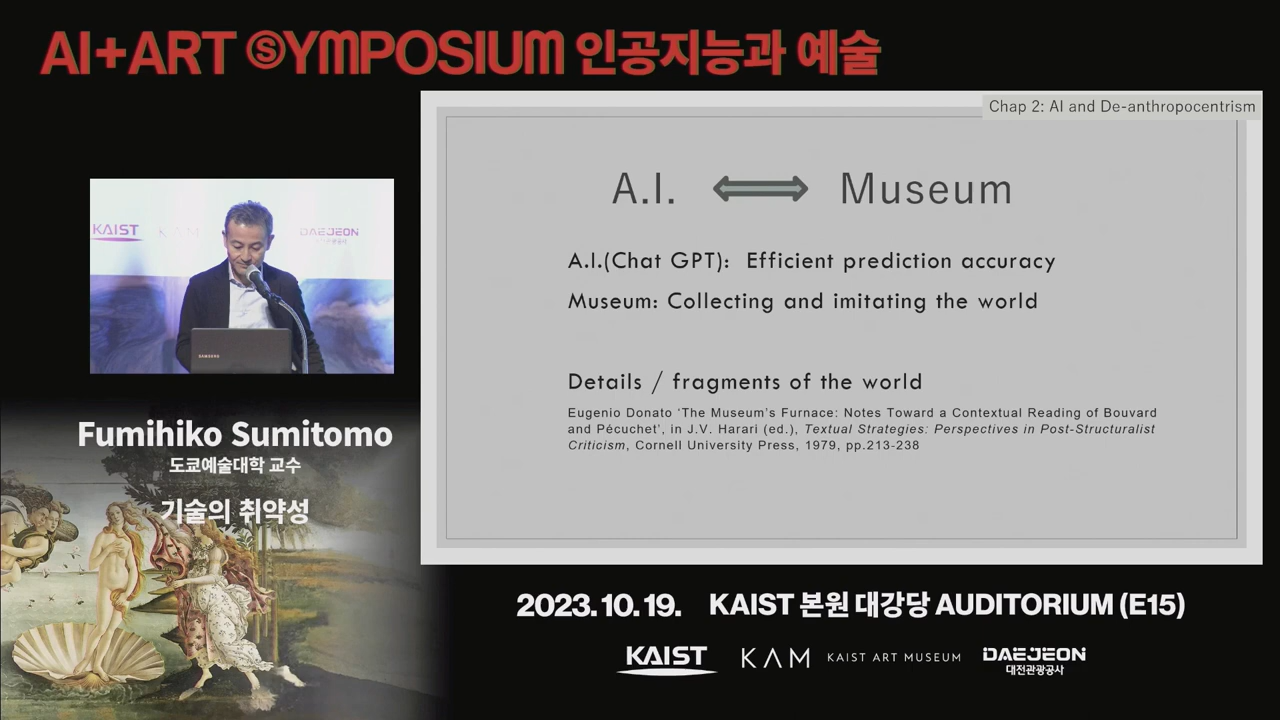 AI+ART ⓢYMPOSIUM 인공지능과 예술
Chap 2: AI and De-anthropocentrism
A.I. ⟺ Museum
A.I.(Chat GPT): Efficient prediction accuracy
Museum: Collecting and imitating the world
Details / fragments of the world
Eugenio Donato ‘The Museum’s Furnace: Notes Toward a Contextual Reading of Bouvard
and Pécuchet’, in J.V. Harari (ed.), Textual Strategies: Perspectives in Post-Structuralist
Criticism, Cornell University Press, 1979, pp.213-238
KAIST
DAEJEON
SAMSUNG
Fumihiko Sumitomo
도쿄예술대학 교수
기술의 취약성
2023.10.19. KAIST 본원 대강당 AUDITORIUM (E15)
KAIST KAM KAIST ART MUSEUM DAEJEON
대전관광공사